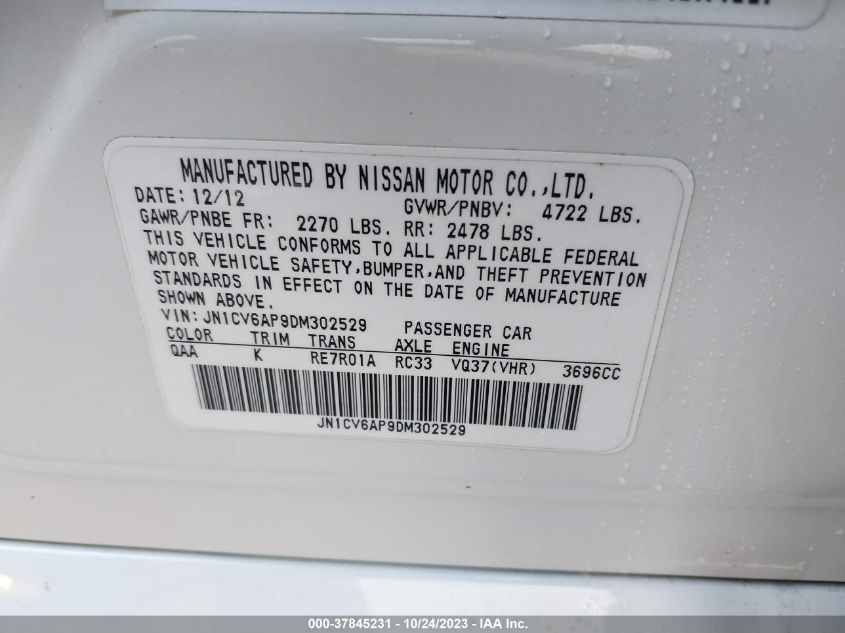 MANUFACTURED BY NISSAN MOTOR CO.,LTD.
DATE: 12/12 GVWR/PNBV: 4722 LBS.
GAWR/PNBE FR: 2270 LBS. RR: 2478 LBS.
THIS VEHICLE CONFORMS TO ALL APPLICABLE FEDERAL
MOTOR VEHICLE SAFETY,BUMPER,AND THEFT PREVENTION
STANDARDS IN EFFECT ON THE DATE OF MANUFACTURE
SHOWN ABOVE.
VIN: JN1CV6AP9DM302529 PASSENGER CAR
COLOR TRIM TRANS AXLE ENGINE
QAA K RE7R01A RC33 VQ37(VHR) 3696CC
JN1CV6AP9DM302529
000-37845231 - 10/24/2023 - IAA Inc.